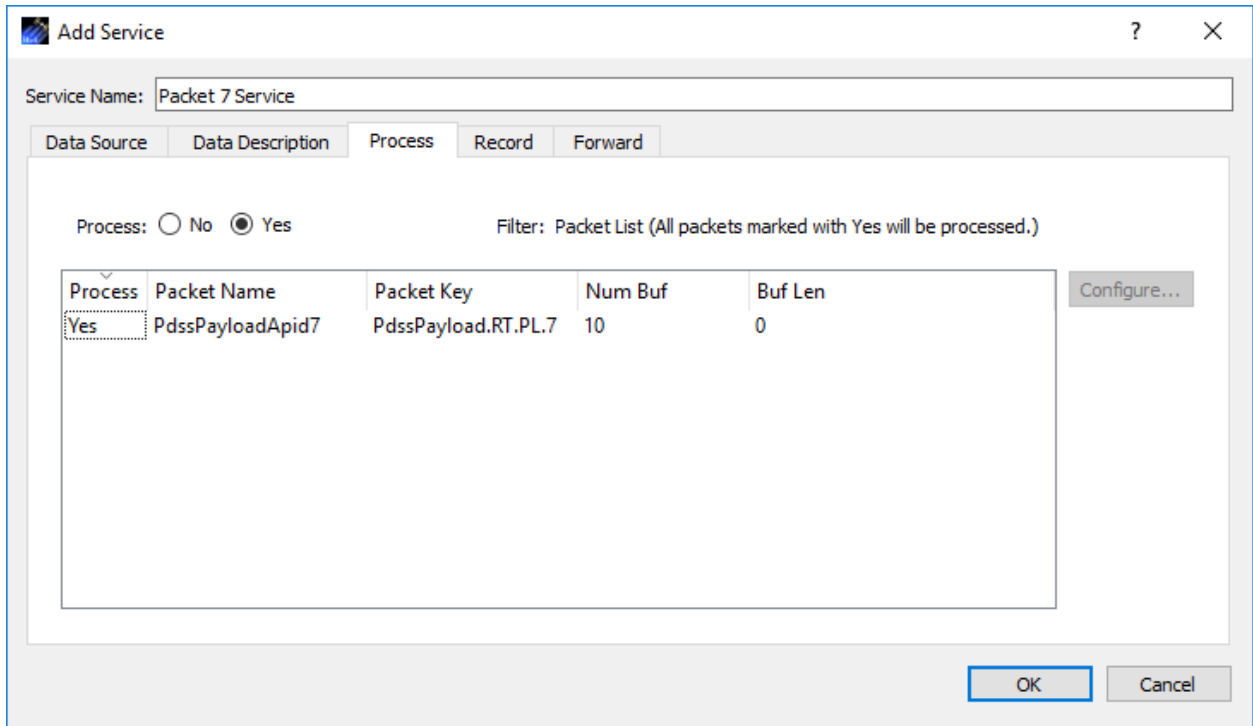 Add Service
?
Service Name: Packet 7 Service
Data Source Data Description Process Record Forward
Process: No Yes Filter: Packet List (All packets marked with Yes will be processed.)
Process Packet Name Packet Key Num Buf Buf Len Configure...
Yes PdssPayloadApid7 PdssPayload.RT.PL.7 10 0
OK Cancel